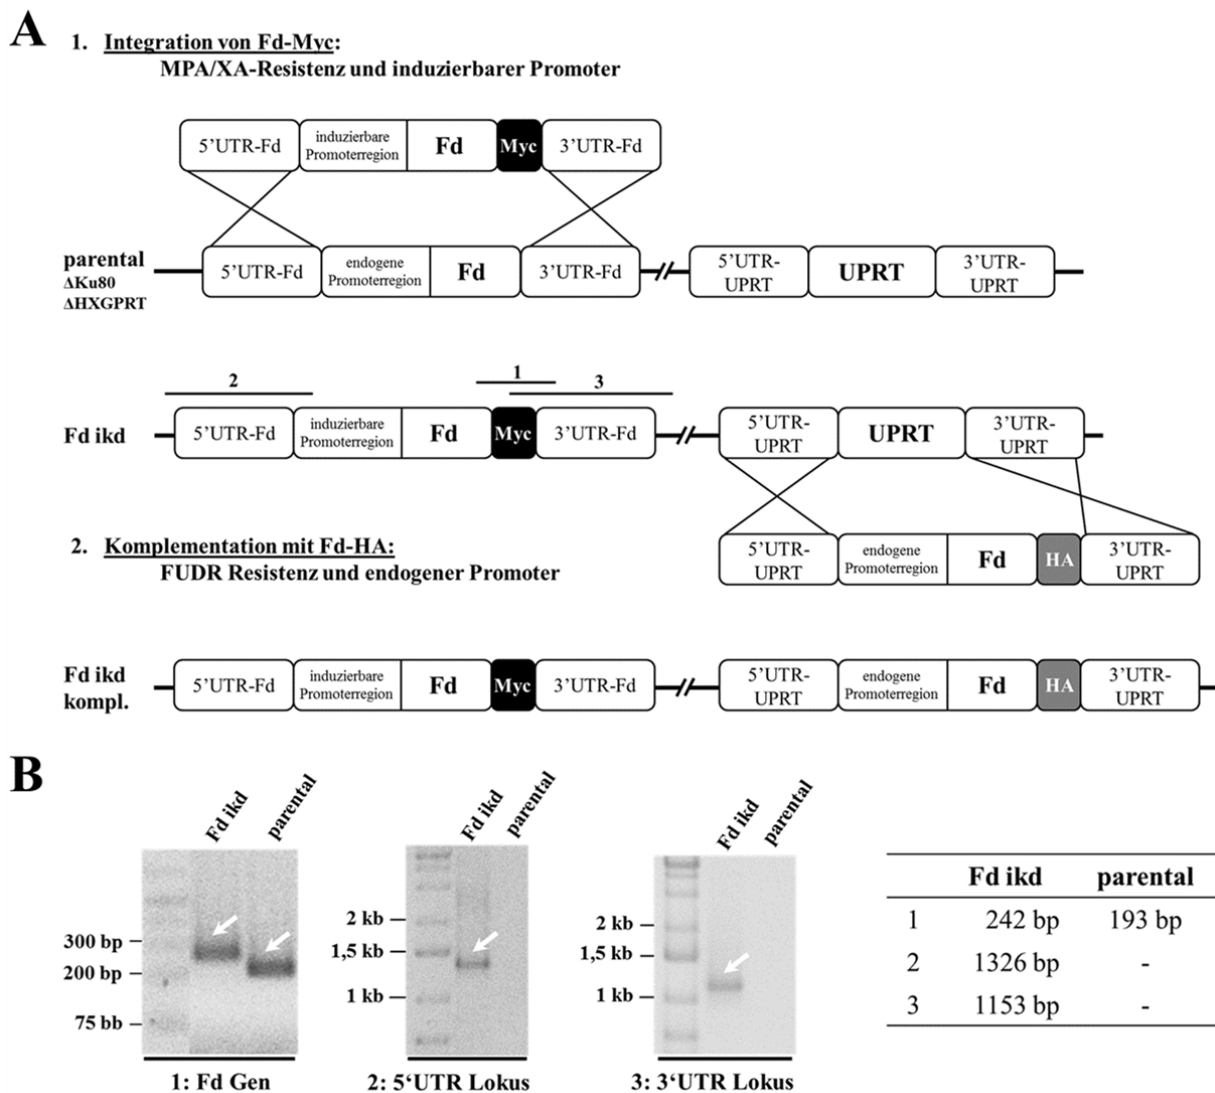 A
1. Integration von Fd-Myc:
MPA/XA-Resistenz und induzierbarer Promoter
5'UTR-Fd
induzierbare
Promoterregion
Fd
Myc
3'UTR-Fd
parental
ΔKu80
ΔHXGPRT
5'UTR-Fd
endogene
Promoterregion
Fd
3'UTR-Fd
5'UTR-
UPRT
UPRT
3'UTR-
UPRT
2
1
3
Fd ikd
5'UTR-Fd
induzierbare
Promoterregion
Fd
Myc
3'UTR-Fd
5'UTR-
UPRT
UPRT
3'UTR-
UPRT
2. Komplementation mit Fd-HA:
FUDR Resistenz und endogener Promoter
5'UTR-
UPRT
endogene
Promoterregion
Fd
HA
3'UTR-
UPRT
Fd ikd
kompl.
5'UTR-Fd
induzierbare
Promoterregion
Fd
Myc
3'UTR-Fd
5'UTR-
UPRT
endogene
Promoterregion
Fd
HA
3'UTR-
UPRT
B
Fd ikd
parental
300 bp
200 bp
75 bb
1: Fd Gen
Fd ikd
parental
2 kb
1,5 kb
1 kb
2: 5‘UTR Lokus
Fd ikd
parental
2 kb
1,5 kb
1 kb
3: 3‘UTR Lokus
Fd ikd parental
1 242 bp 193 bp
2 1326 bp -
3 1153 bp -